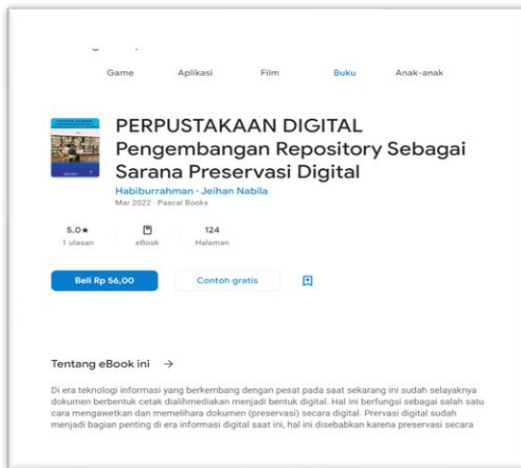 Game Aplikasi Film Buku Anak-anak
PERPUSTAKAAN DIGITAL
Pengembangan Repository Sebagai
Sarana Preservasi Digital
Habiburrahman · Jeihan Nabila
Mar 2022 · Pascal Books
5,0★ 124
1 ulasan eBook Halaman
Beli Rp 56,00 Contoh gratis
Tentang eBook ini →
Di era teknologi informasi yang berkembang dengan pesat pada saat sekarang ini sudah selayaknya
dokumen berbentuk cetak dialihmediakan menjadi bentuk digital. Hal ini berfungsi sebagai salah satu
cara mengawetkan dan memelihara dokumen (preservasi) secara digital. Prervasi digital sudah
menjadi bagian penting di era informasi digital saat ini, hal ini disebabkan karena preservasi secara